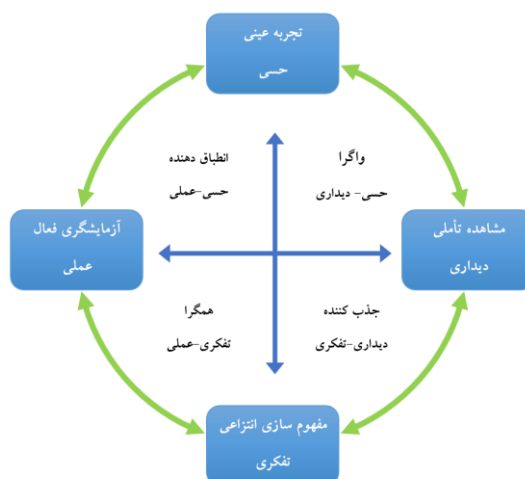 تجربه عینی
حسی
واگرا
حسی- دیداری
انطباق دهنده
حسی-عملی
مشاهده تأملی
دیداری
آزمایشگری فعال
عملی
جذب کننده
دیداری-تفکری
همگرا
تفکری-عملی
مفهوم سازی انتزاعی
تفکری